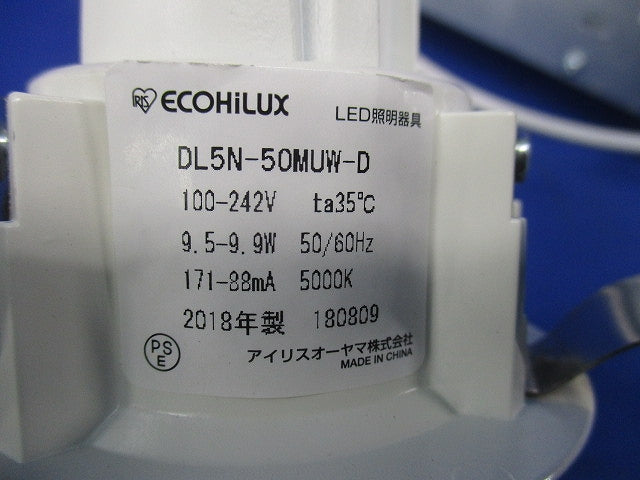 IRIS ECOHiLUX
LED照明器具
DL5N-50MUW-D
100-242V ta35℃
9.5-9.9W 50/60Hz
171-88mA 5000K
2018年製 180809
PSE
アイリスオーヤマ株式会社
MADE IN CHINA